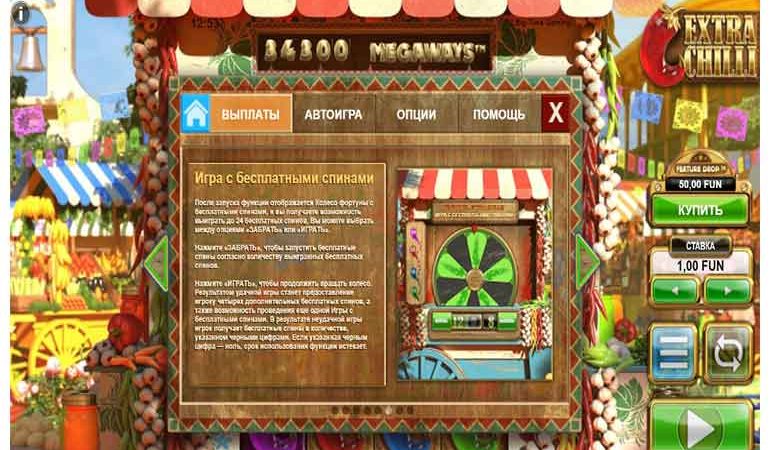 12:53
34300 MEGAWAYS™
EXTRA
CHILLI
ВЫПЛАТЫ АВТОИГРА ОПЦИИ ПОМОЩЬ X
Игра с бесплатными спинами
После запуска функции отображается Колесо фортуны с
бесплатными спинами, и вы получаете возможность
выиграть до 24 бесплатных спинов. Вы можете выбрать
между опциями «ЗАБРАТЬ» или «ИГРАТЬ».
Нажмите «ЗАБРАТЬ», чтобы запустить бесплатные
спины согласно количеству выигранных бесплатных
спинов.
Нажмите «ИГРАТЬ», чтобы продолжить вращать колесо.
Результатом удачной игры станет предоставление
игроку четырех дополнительных бесплатных спинов, а
также возможность проведения еще одной Игры с
бесплатными спинами. В результате неудачной игры
игрок получает бесплатные спины в количестве,
указанном черными цифрами. Если указанная черным
цифра — ноль, срок использования функции истекает.
FEATURE DROP™
50,00 FUN
КУПИТЬ
СТАВКА
1,00 FUN